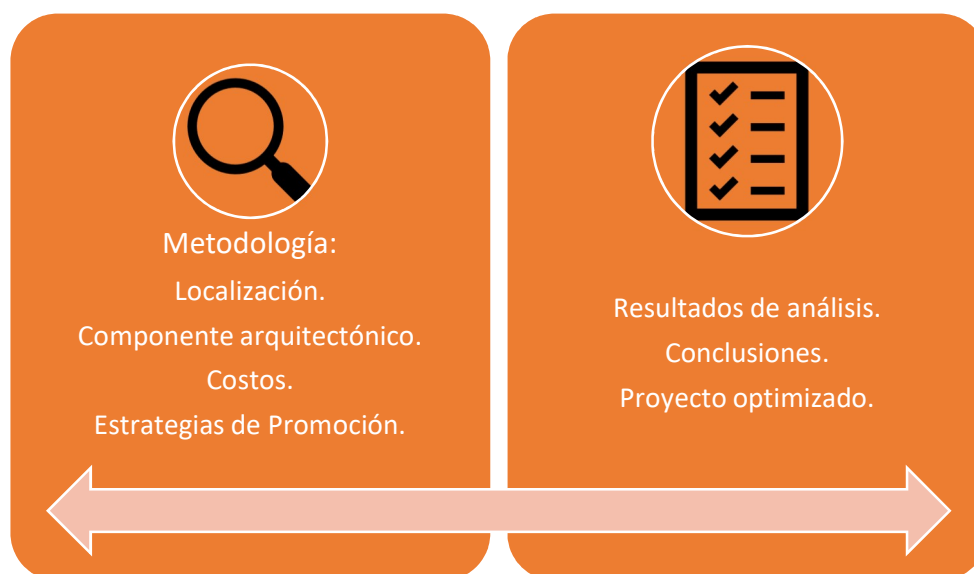 Metodología:
Localización.
Componente arquitectónico.
Costos.
Estrategias de Promoción.
Resultados de análisis.
Conclusiones.
Proyecto optimizado.